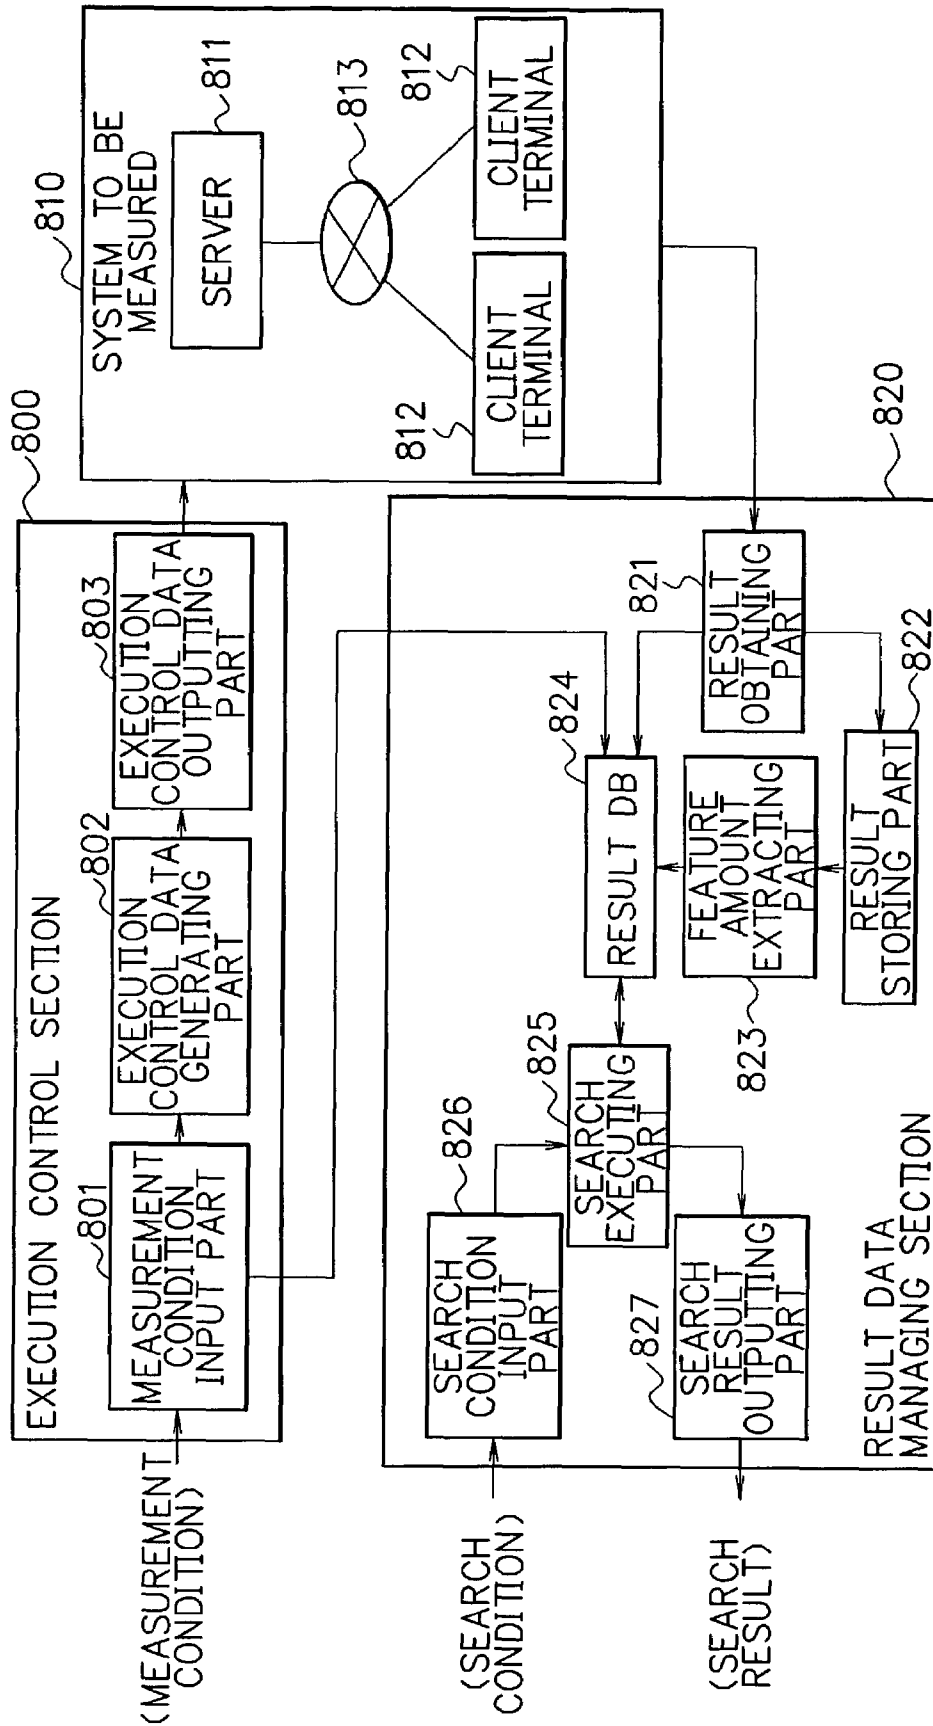 800
EXECUTION CONTROL SECTION
(MEASUREMENT
CONDITION)
801
MEASUREMENT
CONDITION
INPUT PART
802
EXECUTION
CONTROL DATA
GENERATING
PART
803
EXECUTION
CONTROL DATA
OUTPUTTING
PART
810
SYSTEM TO BE
MEASURED
811
SERVER
813
812
CLIENT
TERMINAL
812
CLIENT
TERMINAL
820
(SEARCH
CONDITION)
826
SEARCH
CONDITION
INPUT
PART
825
SEARCH
EXECUTING
PART
824
RESULT DB
821
RESULT
OBTAINING
PART
823
FEATURE
AMOUNT
EXTRACTING
PART
822
RESULT
STORING PART
827
SEARCH
RESULT
OUTPUTTING
PART
(SEARCH
RESULT)
RESULT DATA
MANAGING SECTION